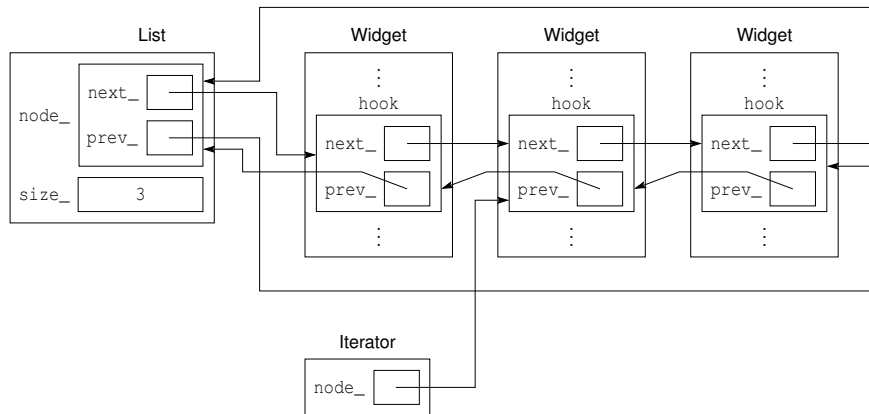 List
node_
next_
prev_
size_
3
Widget
⋮
hook
next_
prev_
⋮
Widget
⋮
hook
next_
prev_
⋮
Widget
⋮
hook
next_
prev_
⋮
Iterator
node_